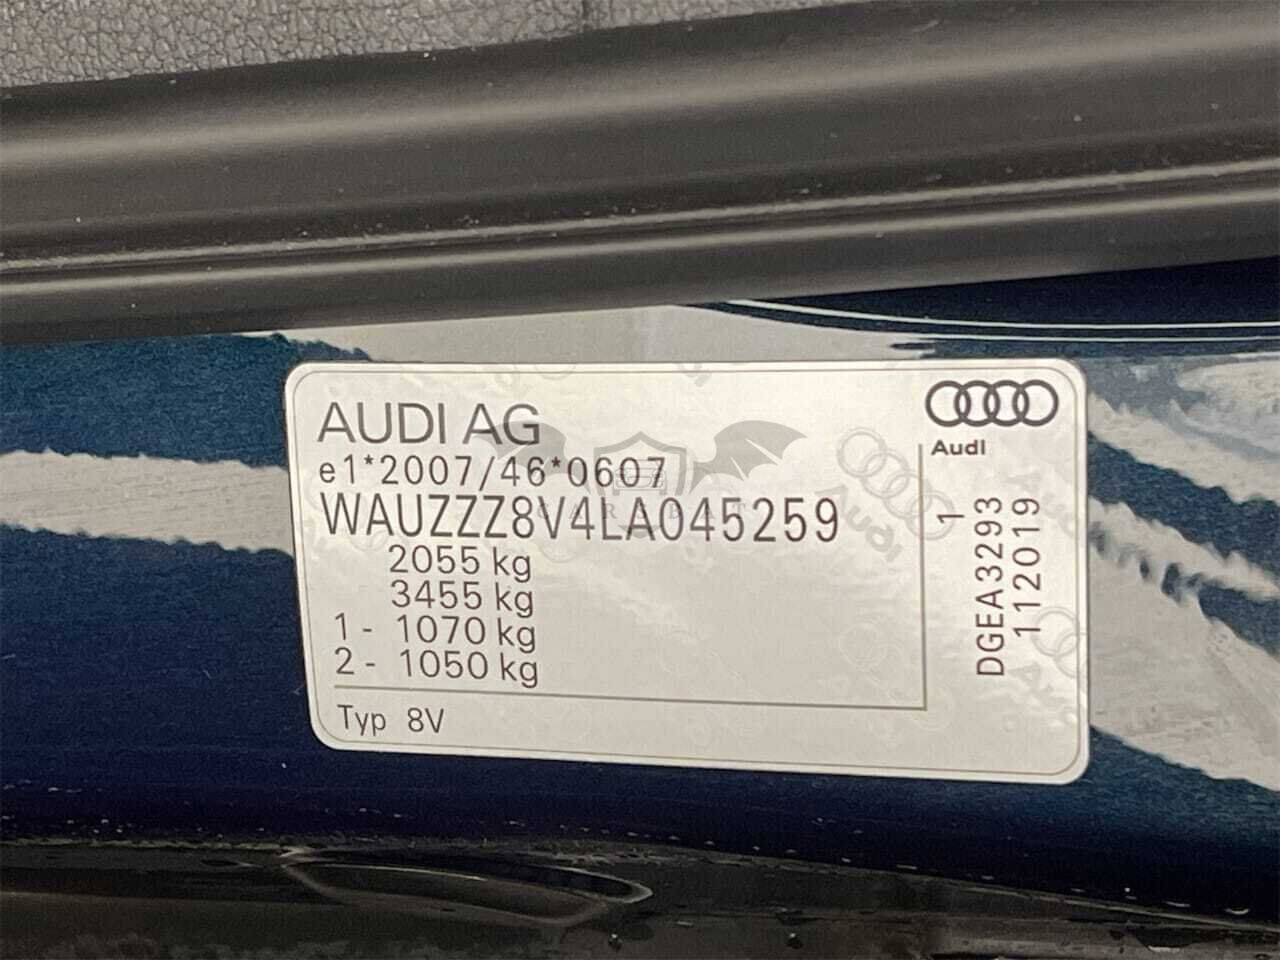 AUDI AG
e1*2007/46*0607
WAUZZZ8V4LA045259
2055 kg
3455 kg
1 - 1070 kg
2 - 1050 kg
Typ 8V
Audi
1
DGEA3293
112019
CARSBAT